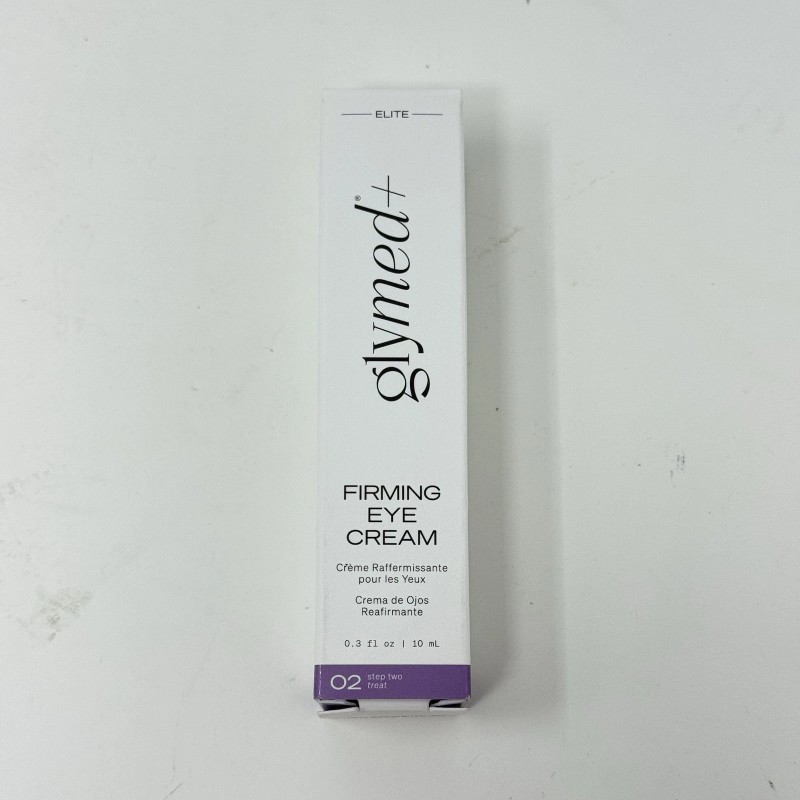 ELITE
glymed+®
FIRMING
EYE
CREAM
Crème Raffermissante
pour les Yeux
Crema de Ojos
Reafirmante
0.3 fl oz | 10 mL
02 step two
treat